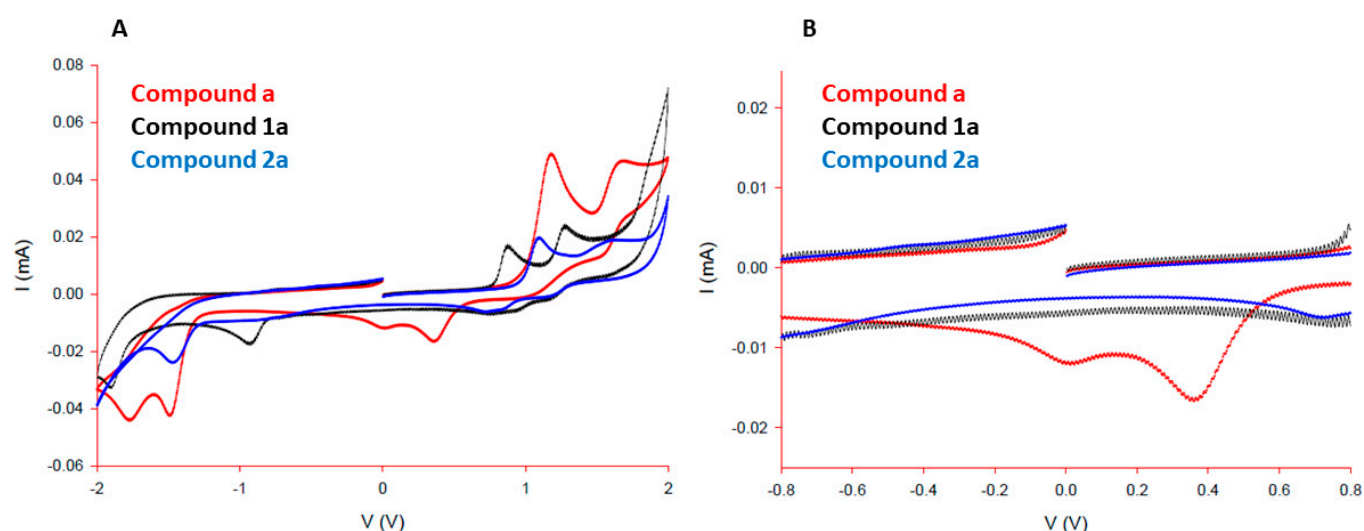 A
Compound a
Compound 1a
Compound 2a
I (mA)
0.08
0.06
0.04
0.02
0.00
-0.02
-0.04
-0.06
-2
-1
0
1
2
V (V)
B
Compound a
Compound 1a
Compound 2a
I (mA)
0.02
0.01
0.00
-0.01
-0.02
-0.8
-0.6
-0.4
-0.2
0.0
0.2
0.4
0.6
0.8
V (V)